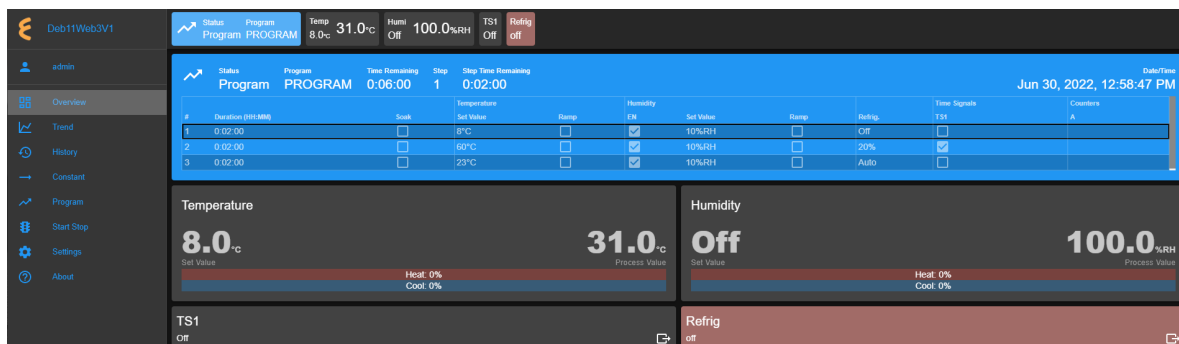 Deb11Web3V1
Status Program Temp Humi TS1 Refrig
Program PROGRAM 8.0°C 31.0°C Off 100.0%RH Off off
admin
Overview
Trend
History
Constant
Program
Start Stop
Settings
About
Status Program Time Remaining Step Step Time Remaining Date/Time
Program PROGRAM 0:06:00 1 0:02:00 Jun 30, 2022, 12:58:47 PM
Temperature Humidity Time Signals Counters
# Duration (HH:MM) Soak Set Value Ramp EN Set Value Ramp Refrig. TS1 A
1 0:02:00 8°C 10%RH Off
2 0:02:00 60°C 10%RH 20%
3 0:02:00 23°C 10%RH Auto
Temperature
8.0°C 31.0°C
Set Value Process Value
Heat: 0%
Cool: 0%
Humidity
Off 100.0%RH
Set Value Process Value
Heat: 0%
Cool: 0%
TS1
Off
Refrig
off